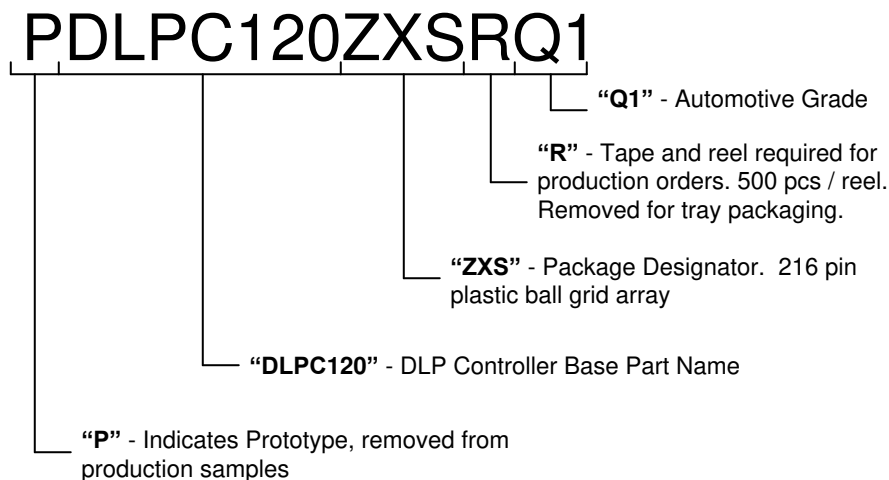 PDLPC120ZXSRQ1
“Q1” - Automotive Grade
“R” - Tape and reel required for
production orders. 500 pcs / reel.
Removed for tray packaging.
“ZXS” - Package Designator.  216 pin
plastic ball grid array
“DLPC120” - DLP Controller Base Part Name
“P” - Indicates Prototype, removed from
production samples